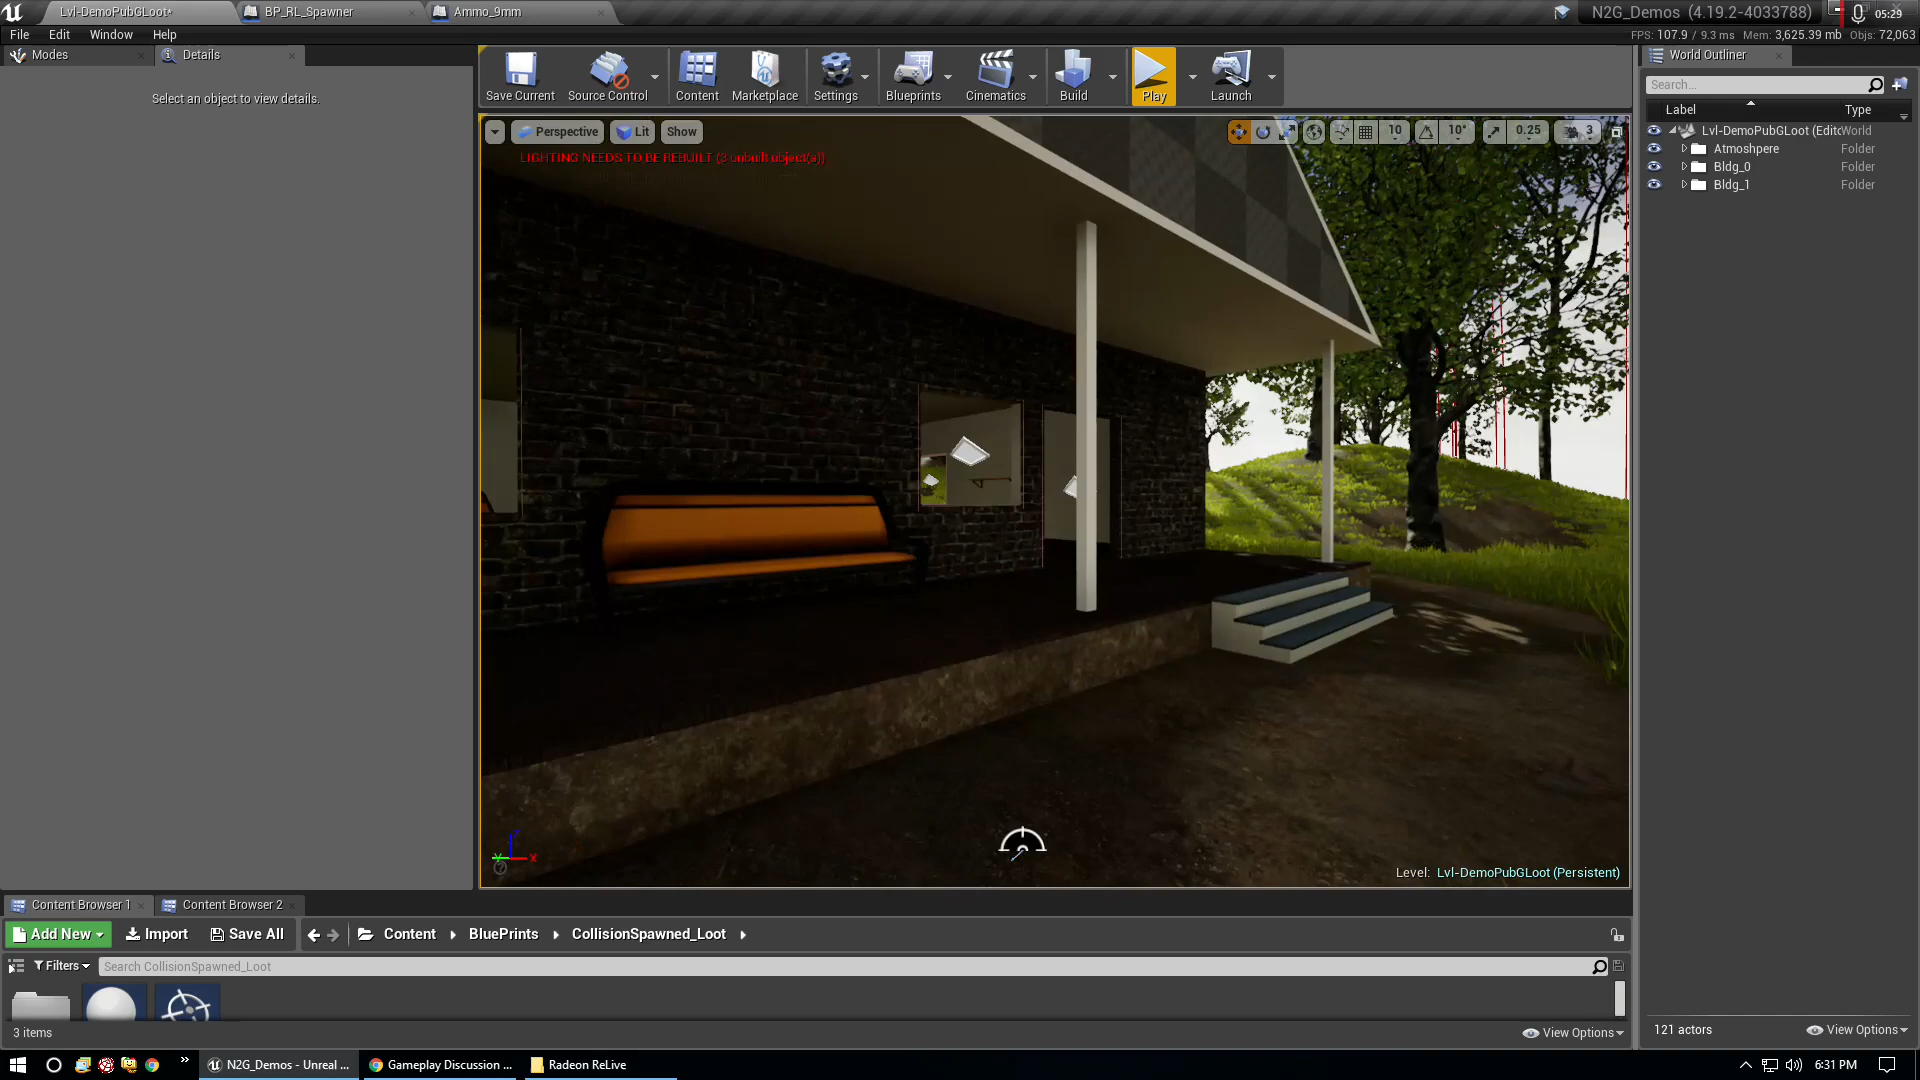 Lvl-DemoPubGLoot*
BP_RL_Spawner
Ammo_9mm
N2G_Demos (4.19.2-4033788)
05:29
File Edit Window Help
FPS: 107.9 / 9.3 ms Mem: 3,625.39 mb Objs: 72,063
Modes
Details
World Outliner
Select an object to view details.
Save Current
Source Control
Content
Marketplace
Settings
Blueprints
Cinematics
Build
Play
Launch
Search...
Label
Type
Perspective
Lit
Show
10
10°
0.25
3
LIGHTING NEEDS TO BE REBUILT (3 unbuilt object(s))
Lvl-DemoPubGLoot (Edito World
Atmoshpere Folder
Bldg_0 Folder
Bldg_1 Folder
Level: Lvl-DemoPubGLoot (Persistent)
Content Browser 1
Content Browser 2
Add New
Import
Save All
Content
BluePrints
CollisionSpawned_Loot
Filters
Search CollisionSpawned_Loot
3 items
View Options
121 actors
View Options
N2G_Demos - Unreal ...
Gameplay Discussion ...
Radeon ReLive
6:31 PM